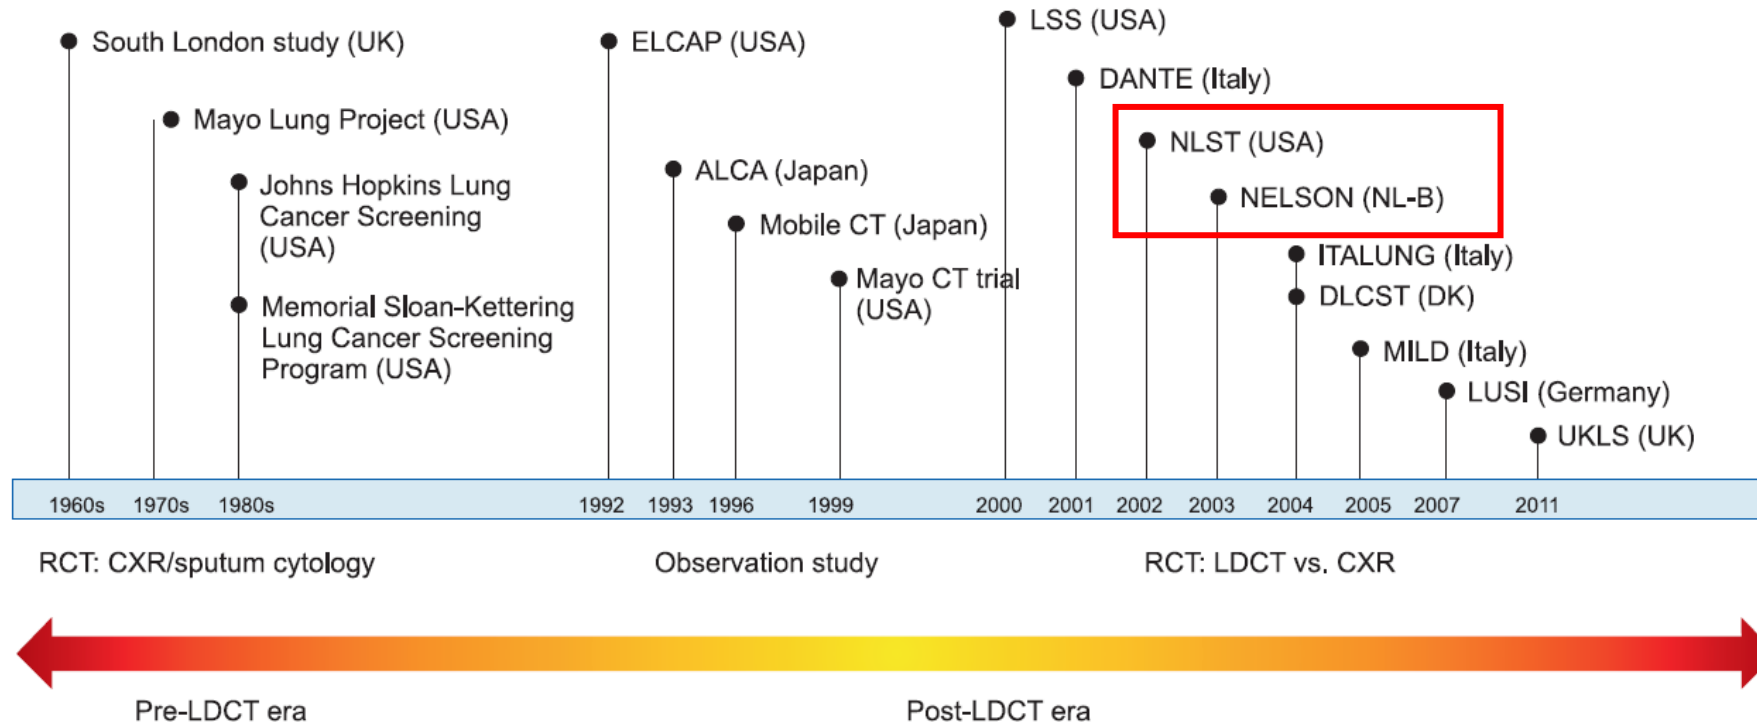 South London study (UK)
Mayo Lung Project (USA)
Johns Hopkins Lung
Cancer Screening
(USA)
Memorial Sloan-Kettering
Lung Cancer Screening
Program (USA)
ELCAP (USA)
ALCA (Japan)
Mobile CT (Japan)
Mayo CT trial
(USA)
LSS (USA)
DANTE (Italy)
NLST (USA)
NELSON (NL-B)
ITALUNG (Italy)
DLCST (DK)
MILD (Italy)
LUSI (Germany)
UKLS (UK)
1960s 1970s 1980s 1992 1993 1996 1999 2000 2001 2002 2003 2004 2005 2007 2011
RCT: CXR/sputum cytology
Observation study
RCT: LDCT vs. CXR
Pre-LDCT era
Post-LDCT era